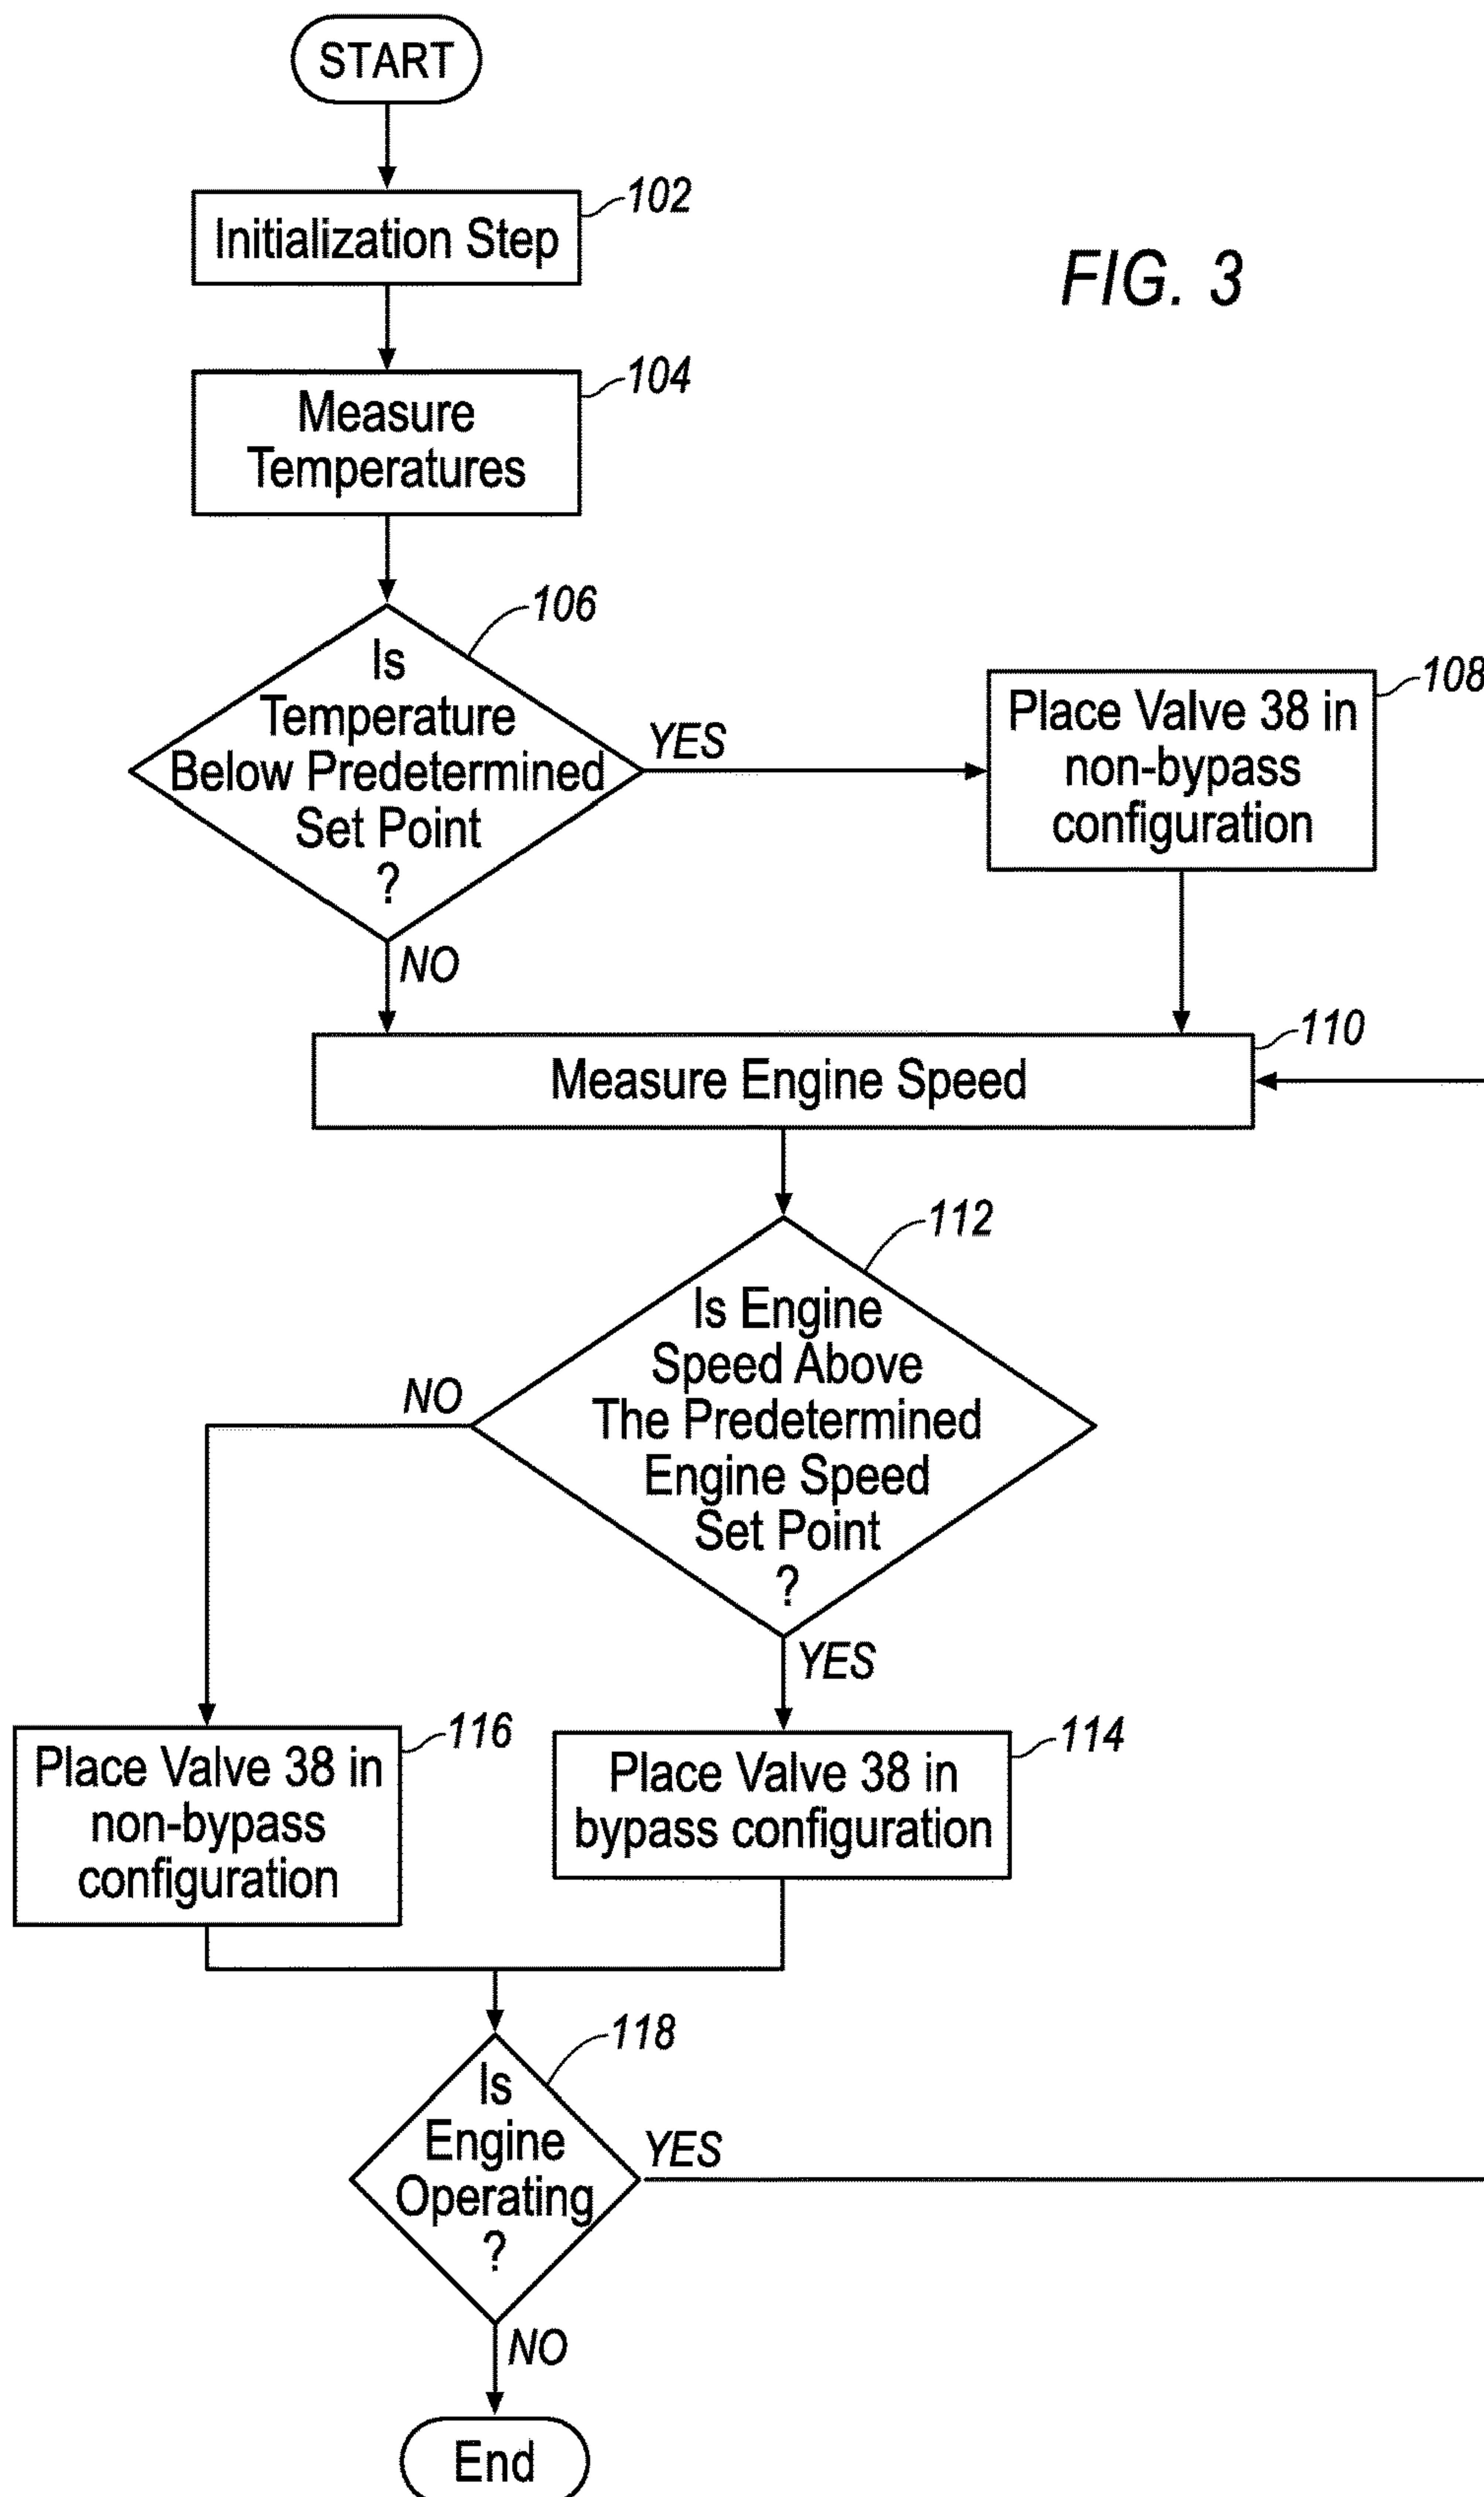 START
102
Initialization Step
FIG. 3
104
Measure
Temperatures
106
Is
Temperature
Below Predetermined
Set Point
?
YES
108
Place Valve 38 in
non-bypass
configuration
NO
110
Measure Engine Speed
112
Is Engine
Speed Above
The Predetermined
Engine Speed
Set Point
?
NO
YES
116
Place Valve 38 in
non-bypass
configuration
114
Place Valve 38 in
bypass configuration
118
Is
Engine
Operating
?
YES
NO
End